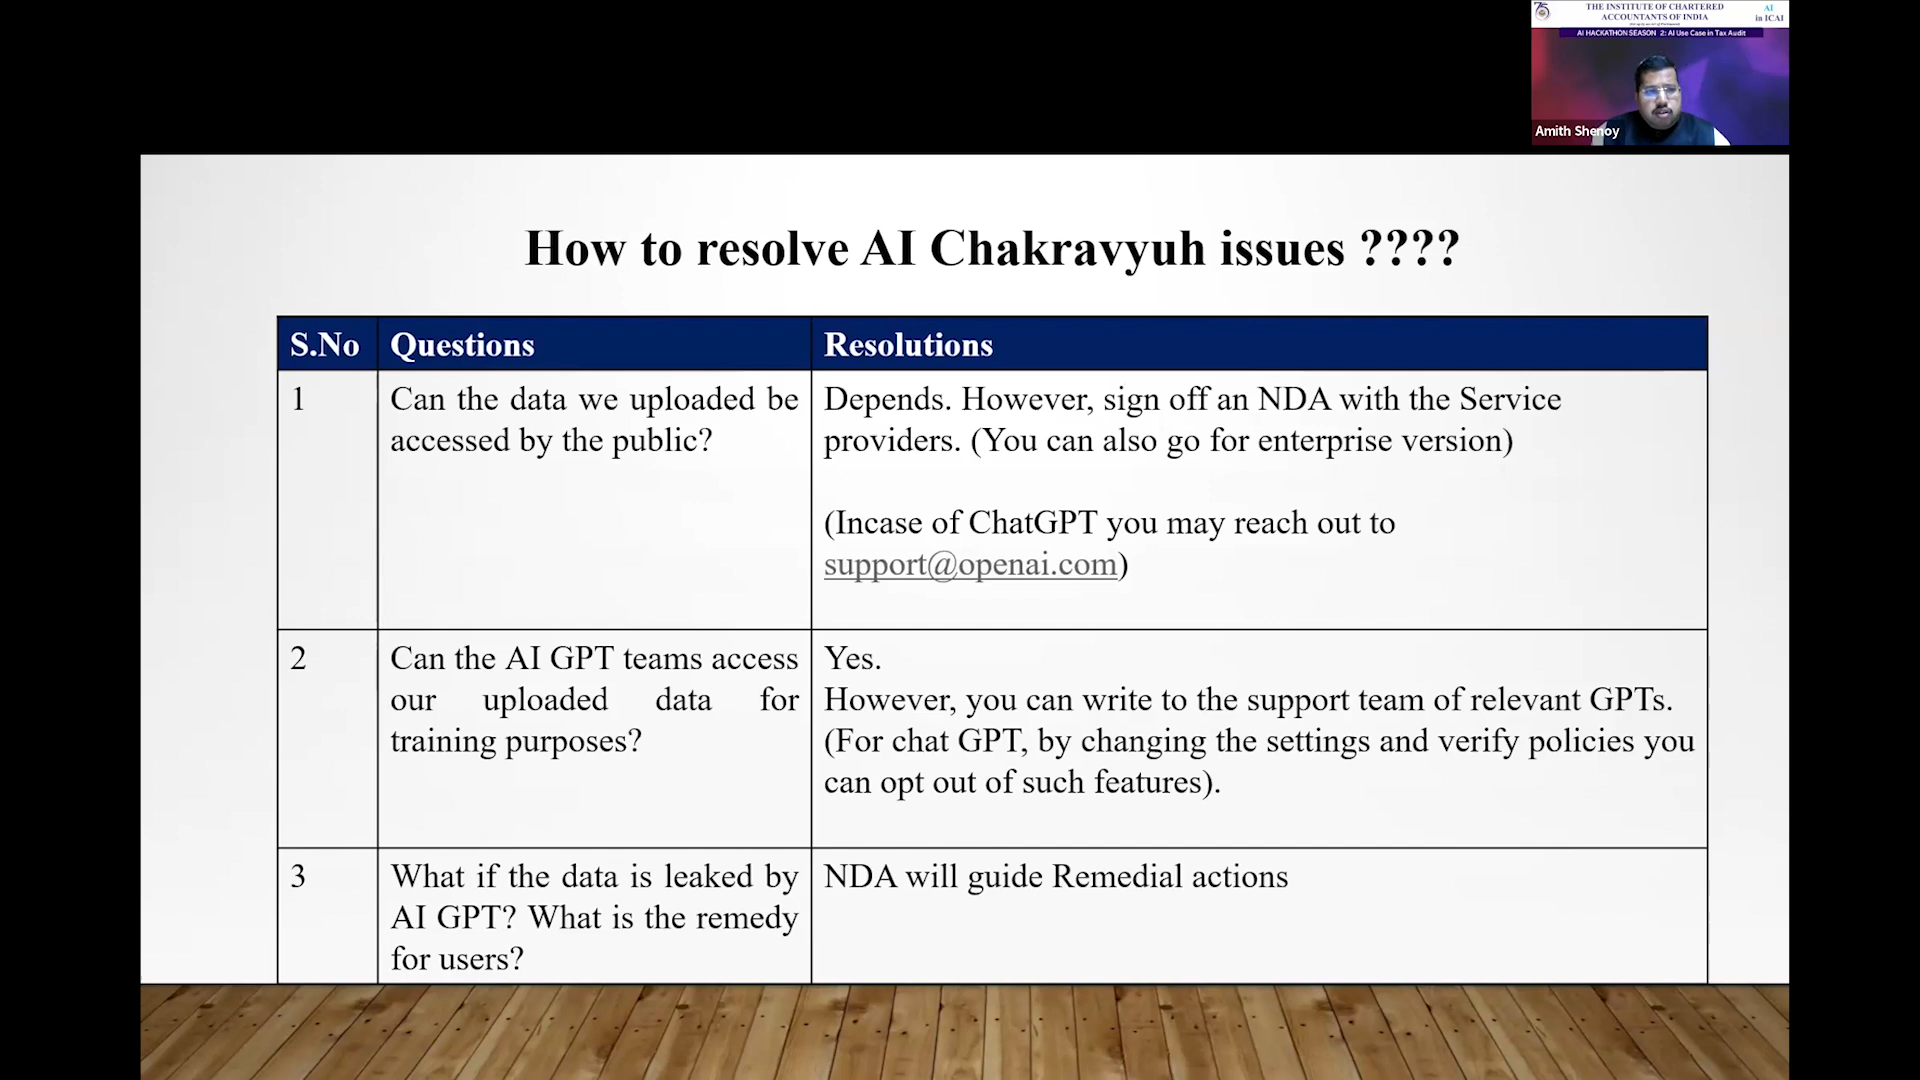 THE INSTITUTE OF CHARTERED
ACCOUNTANTS OF INDIA
AI
in ICAI
AI HACKATHON SEASON 2: AI Use Case in Tax Audit
Amith Shenoy
How to resolve AI Chakravyuh issues ????
S.No Questions Resolutions
1
Can the data we uploaded be
accessed by the public?
Depends. However, sign off an NDA with the Service
providers. (You can also go for enterprise version)
(Incase of ChatGPT you may reach out to
support@openai.com)
2
Can the AI GPT teams access
our uploaded data for
training purposes?
Yes.
However, you can write to the support team of relevant GPTs.
(For chat GPT, by changing the settings and verify policies you
can opt out of such features).
3
What if the data is leaked by
AI GPT? What is the remedy
for users?
NDA will guide Remedial actions